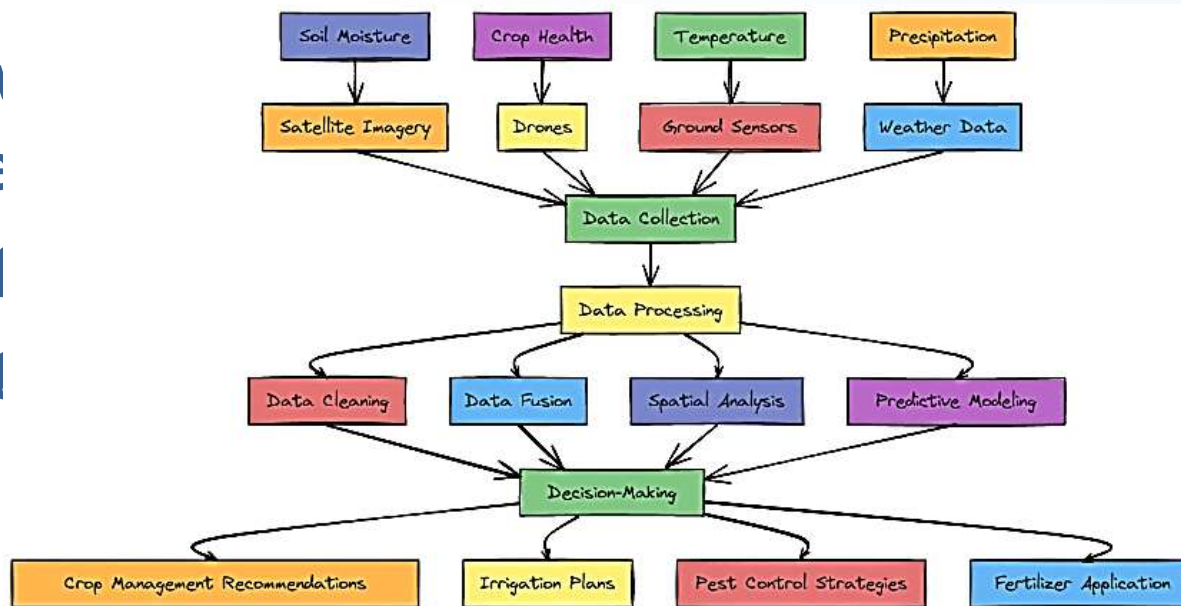 Soil Moisture
Crop Health
Temperature
Precipitation
Satellite Imagery
Drones
Ground Sensors
Weather Data
Data Collection
Data Processing
Data Cleaning
Data Fusion
Spatial Analysis
Predictive Modeling
Decision-Making
Crop Management Recommendations
Irrigation Plans
Pest Control Strategies
Fertilizer Application